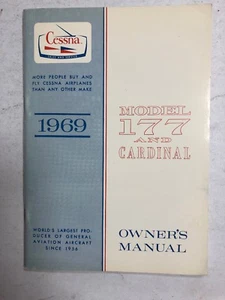 Cessna
MORE PEOPLE BUY AND
FLY CESSNA AIRPLANES
THAN ANY OTHER MAKE
1969
WORLD'S LARGEST PRO-
DUCER OF GENERAL
AVIATION AIRCRAFT
SINCE 1956
MODEL
177
AND
CARDINAL
OWNER'S
MANUAL